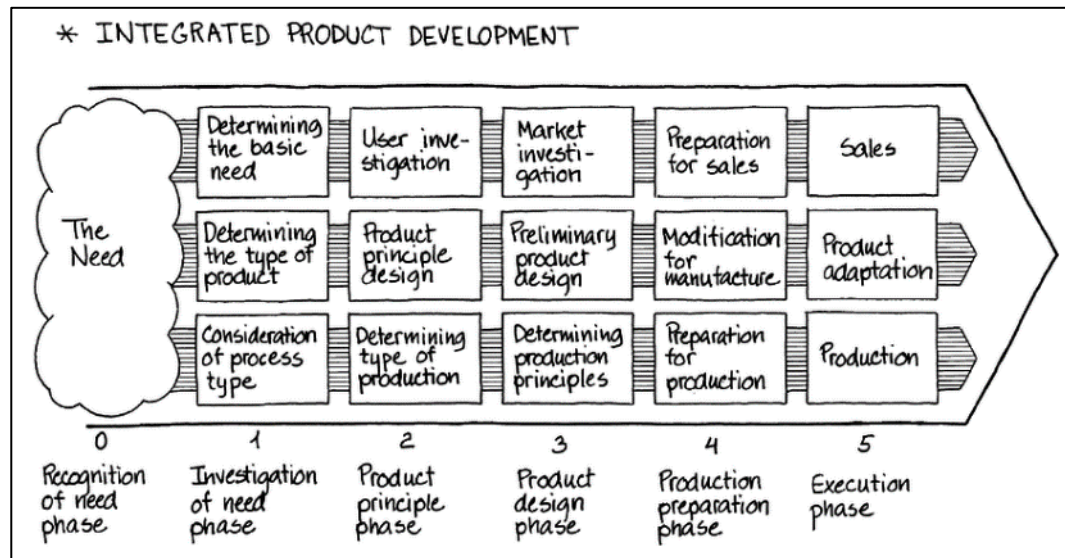 * INTEGRATED PRODUCT DEVELOPMENT
The
Need
Determining
the basic
need
User inve-
stigation
Market
investi-
gation
Preparation
for sales
Sales
Determining
the type of
product
Product
principle
design
Preliminary
product
design
Modification
for
manufacture
Product
adaptation
Consideration
of process
type
Determining
type of
production
Determining
production
principles
Preparation
for
production
Production
0
Recognition
of need
phase
1
Investigation
of need
phase
2
Product
principle
phase
3
Product
design
phase
4
Production
preparation
phase
5
Execution
phase